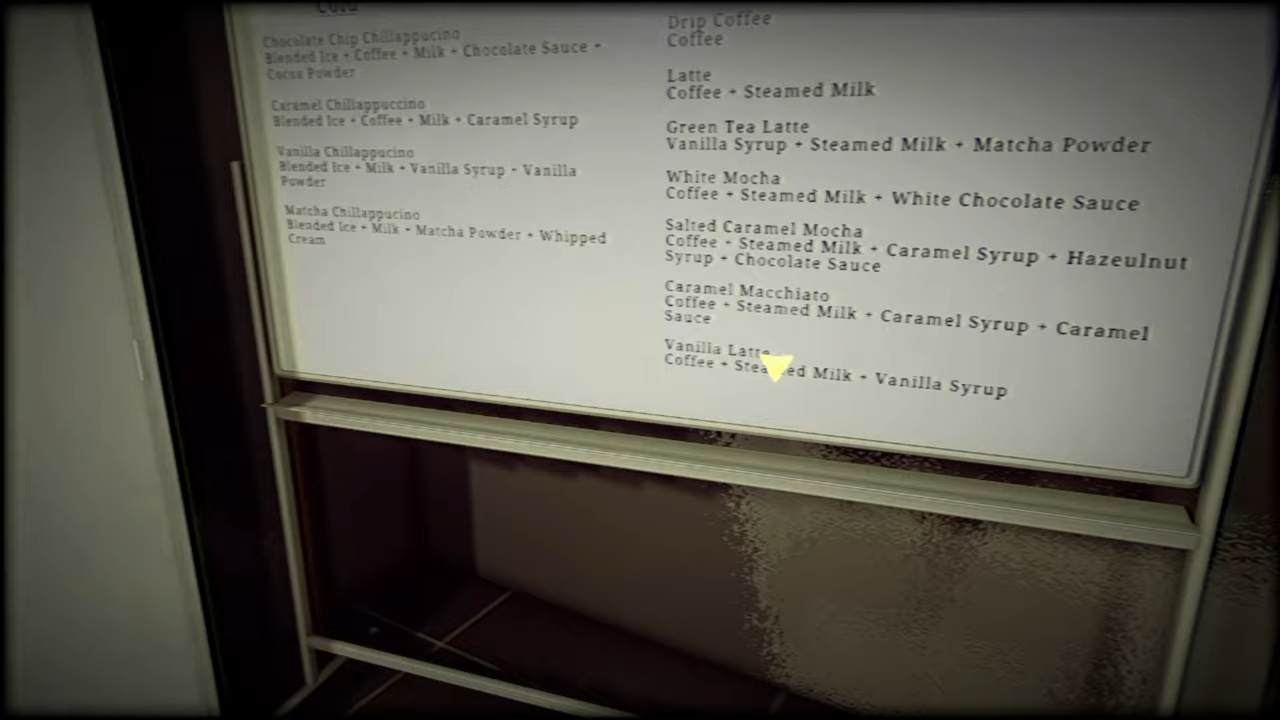 Cold
Chocolate Chip Chillappucino
Blended Ice + Coffee + Milk + Chocolate Sauce +
Cocoa Powder
Caramel Chillappuccino
Blended Ice + Coffee + Milk + Caramel Syrup
Vanilla Chillappucino
Blended Ice + Milk + Vanilla Syrup + Vanilla
Powder
Matcha Chillappucino
Blended Ice + Milk + Matcha Powder + Whipped
Cream
Drip Coffee
Coffee
Latte
Coffee + Steamed Milk
Green Tea Latte
Vanilla Syrup + Steamed Milk + Matcha Powder
White Mocha
Coffee + Steamed Milk + White Chocolate Sauce
Salted Caramel Mocha
Coffee + Steamed Milk + Caramel Syrup + Hazeulnut
Syrup + Chocolate Sauce
Caramel Macchiato
Coffee + Steamed Milk + Caramel Syrup + Caramel
Sauce
Vanilla Latte
Coffee + Steamed Milk + Vanilla Syrup